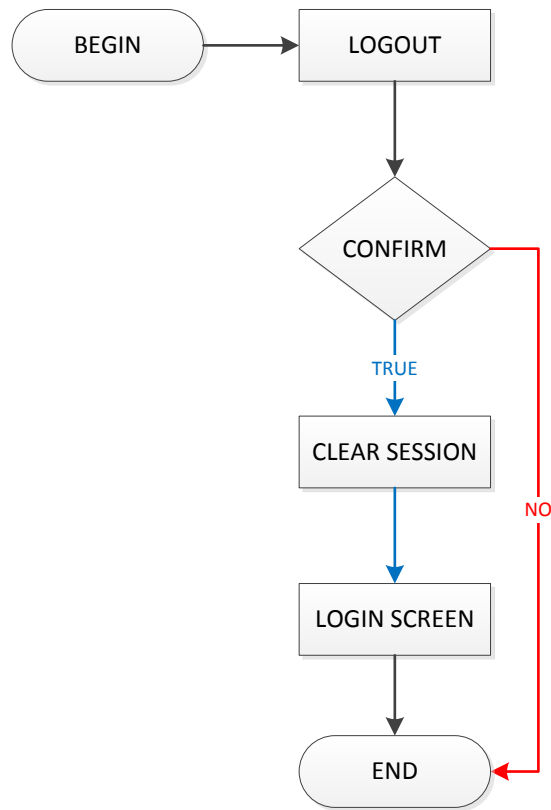 BEGIN
LOGOUT
CONFIRM
TRUE
CLEAR SESSION
NO
LOGIN SCREEN
END